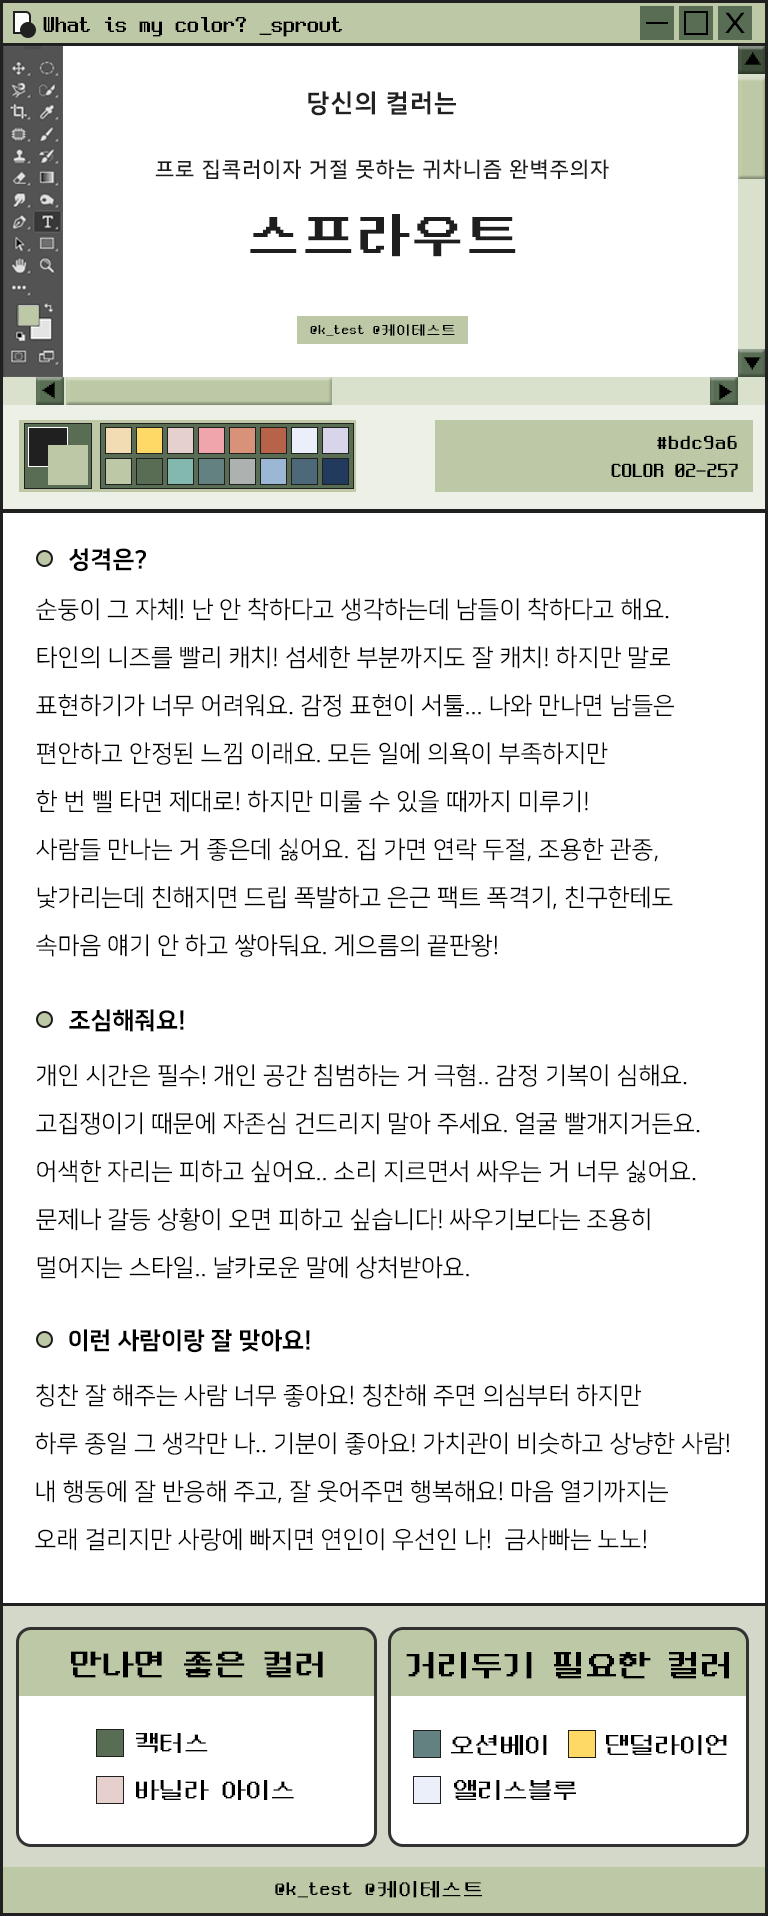 What is my color? _sprout
당신의 컬러는
프로 집콕러이자 거절 못하는 귀차니즘 완벽주의자
스프라우트
@k_test @케이테스트
#bdc9a6
COLOR 02-257
성격은?
순둥이 그 자체! 난 안 착하다고 생각하는데 남들이 착하다고 해요.
타인의 니즈를 빨리 캐치! 섬세한 부분까지도 잘 캐치! 하지만 말로
표현하기가 너무 어려워요. 감정 표현이 서툴... 나와 만나면 남들은
편안하고 안정된 느낌 이래요. 모든 일에 의욕이 부족하지만
한 번 삘 타면 제대로! 하지만 미룰 수 있을 때까지 미루기!
사람들 만나는 거 좋은데 싫어요. 집 가면 연락 두절, 조용한 관종,
낯가리는데 친해지면 드립 폭발하고 은근 팩트 폭격기, 친구한테도
속마음 얘기 안 하고 쌓아둬요. 게으름의 끝판왕!
조심해줘요!
개인 시간은 필수! 개인 공간 침범하는 거 극혐.. 감정 기복이 심해요.
고집쟁이기 때문에 자존심 건드리지 말아 주세요. 얼굴 빨개지거든요.
어색한 자리는 피하고 싶어요.. 소리 지르면서 싸우는 거 너무 싫어요.
문제나 갈등 상황이 오면 피하고 싶습니다! 싸우기보다는 조용히
멀어지는 스타일.. 날카로운 말에 상처받아요.
이런 사람이랑 잘 맞아요!
칭찬 잘 해주는 사람 너무 좋아요! 칭찬해 주면 의심부터 하지만
하루 종일 그 생각만 나.. 기분이 좋아요! 가치관이 비슷하고 상냥한 사람!
내 행동에 잘 반응해 주고, 잘 웃어주면 행복해요! 마음 열기까지는
오래 걸리지만 사랑에 빠지면 연인이 우선인 나! 금사빠는 노노!
만나면 좋은 컬러
캑터스
바닐라 아이스
거리두기 필요한 컬러
오션베이 댄덜라이언
앨리스블루
@k_test @케이테스트